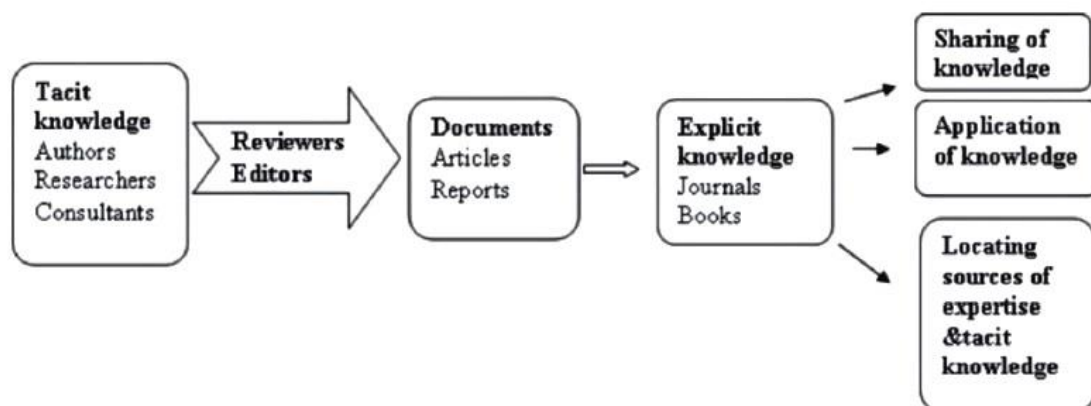 Tacit
knowledge
Authors
Researchers
Consultants
Reviewers
Editors
Documents
Articles
Reports
Explicit
knowledge
Journals
Books
Sharing of
knowledge
Application
of knowledge
Locating
sources of
expertise
&tacit
knowledge